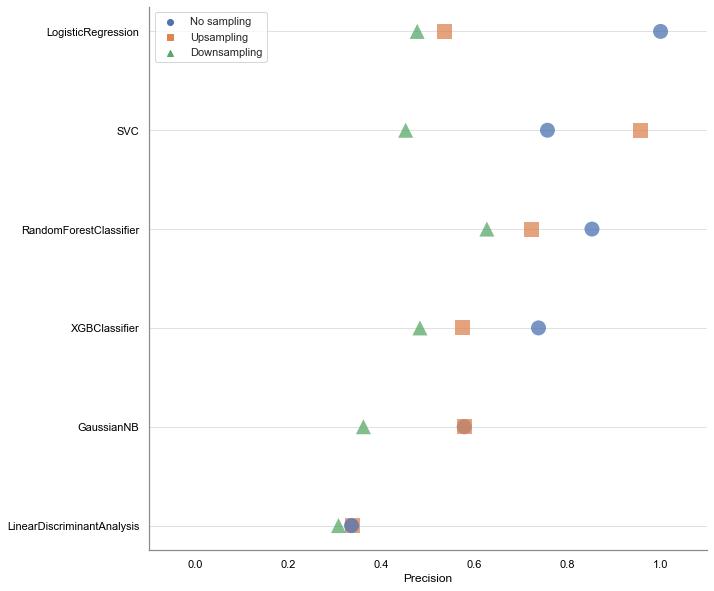 No sampling
Upsampling
Downsampling
LogisticRegression
SVC
RandomForestClassifier
XGBClassifier
GaussianNB
LinearDiscriminantAnalysis
0.0 0.2 0.4 0.6 0.8 1.0
Precision